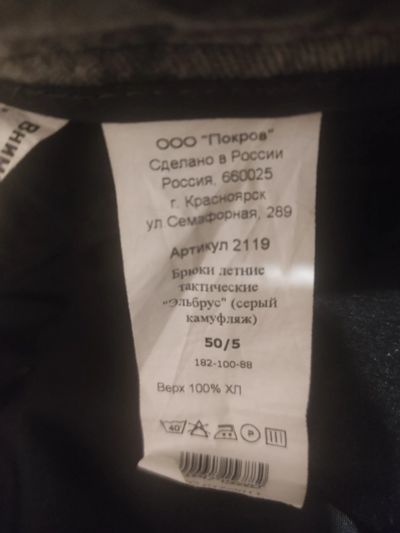 ООО "Покров"
Сделано в России
Россия, 660025
г. Красноярск
ул.Семафорная, 289
Артикул 2119
Брюки летние
тактические
"Эльбрус" (серый
камуфляж)
50/5
182-100-88
Верх 100% ХЛ
40
P